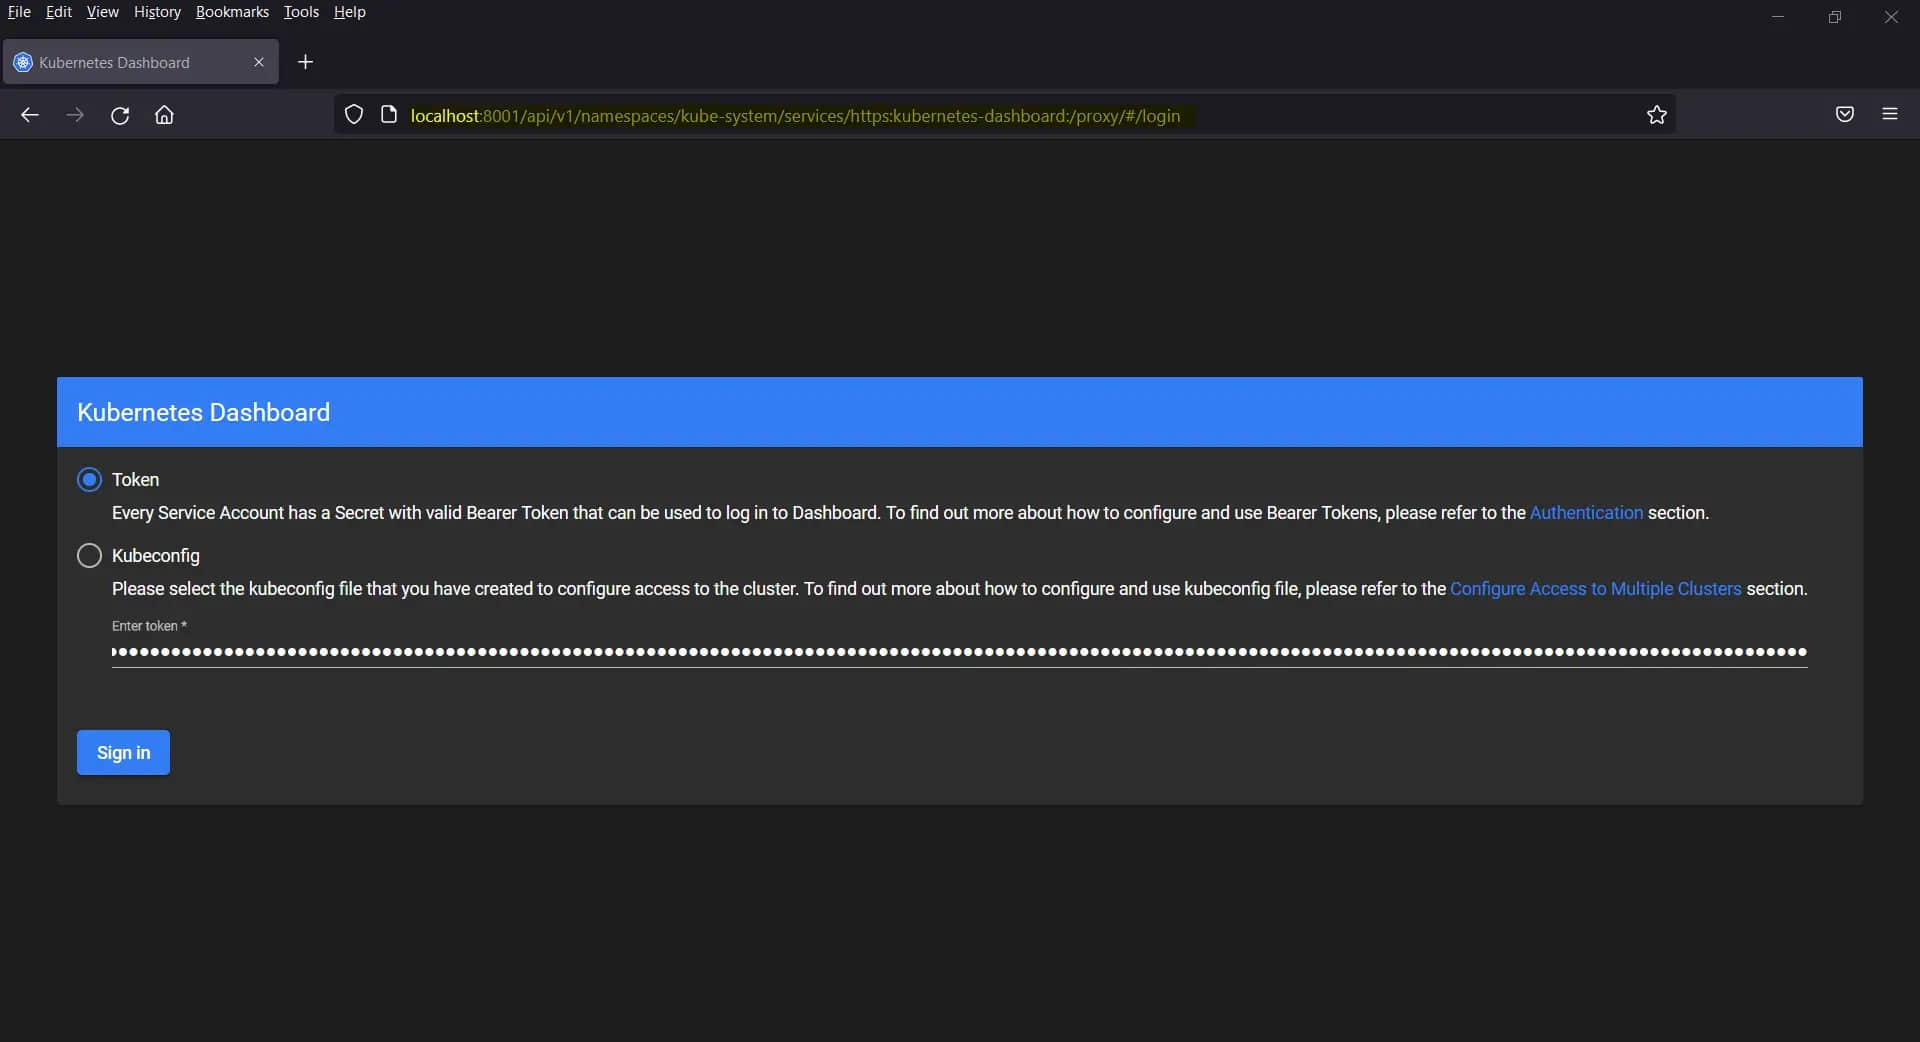 File Edit View History Bookmarks Tools Help
Kubernetes Dashboard
localhost:8001/api/v1/namespaces/kube-system/services/https:kubernetes-dashboard:/proxy/#/login
Kubernetes Dashboard
Token
Every Service Account has a Secret with valid Bearer Token that can be used to log in to Dashboard. To find out more about how to configure and use Bearer Tokens, please refer to the Authentication section.
Kubeconfig
Please select the kubeconfig file that you have created to configure access to the cluster. To find out more about how to configure and use kubeconfig file, please refer to the Configure Access to Multiple Clusters section.
Enter token *
Sign in